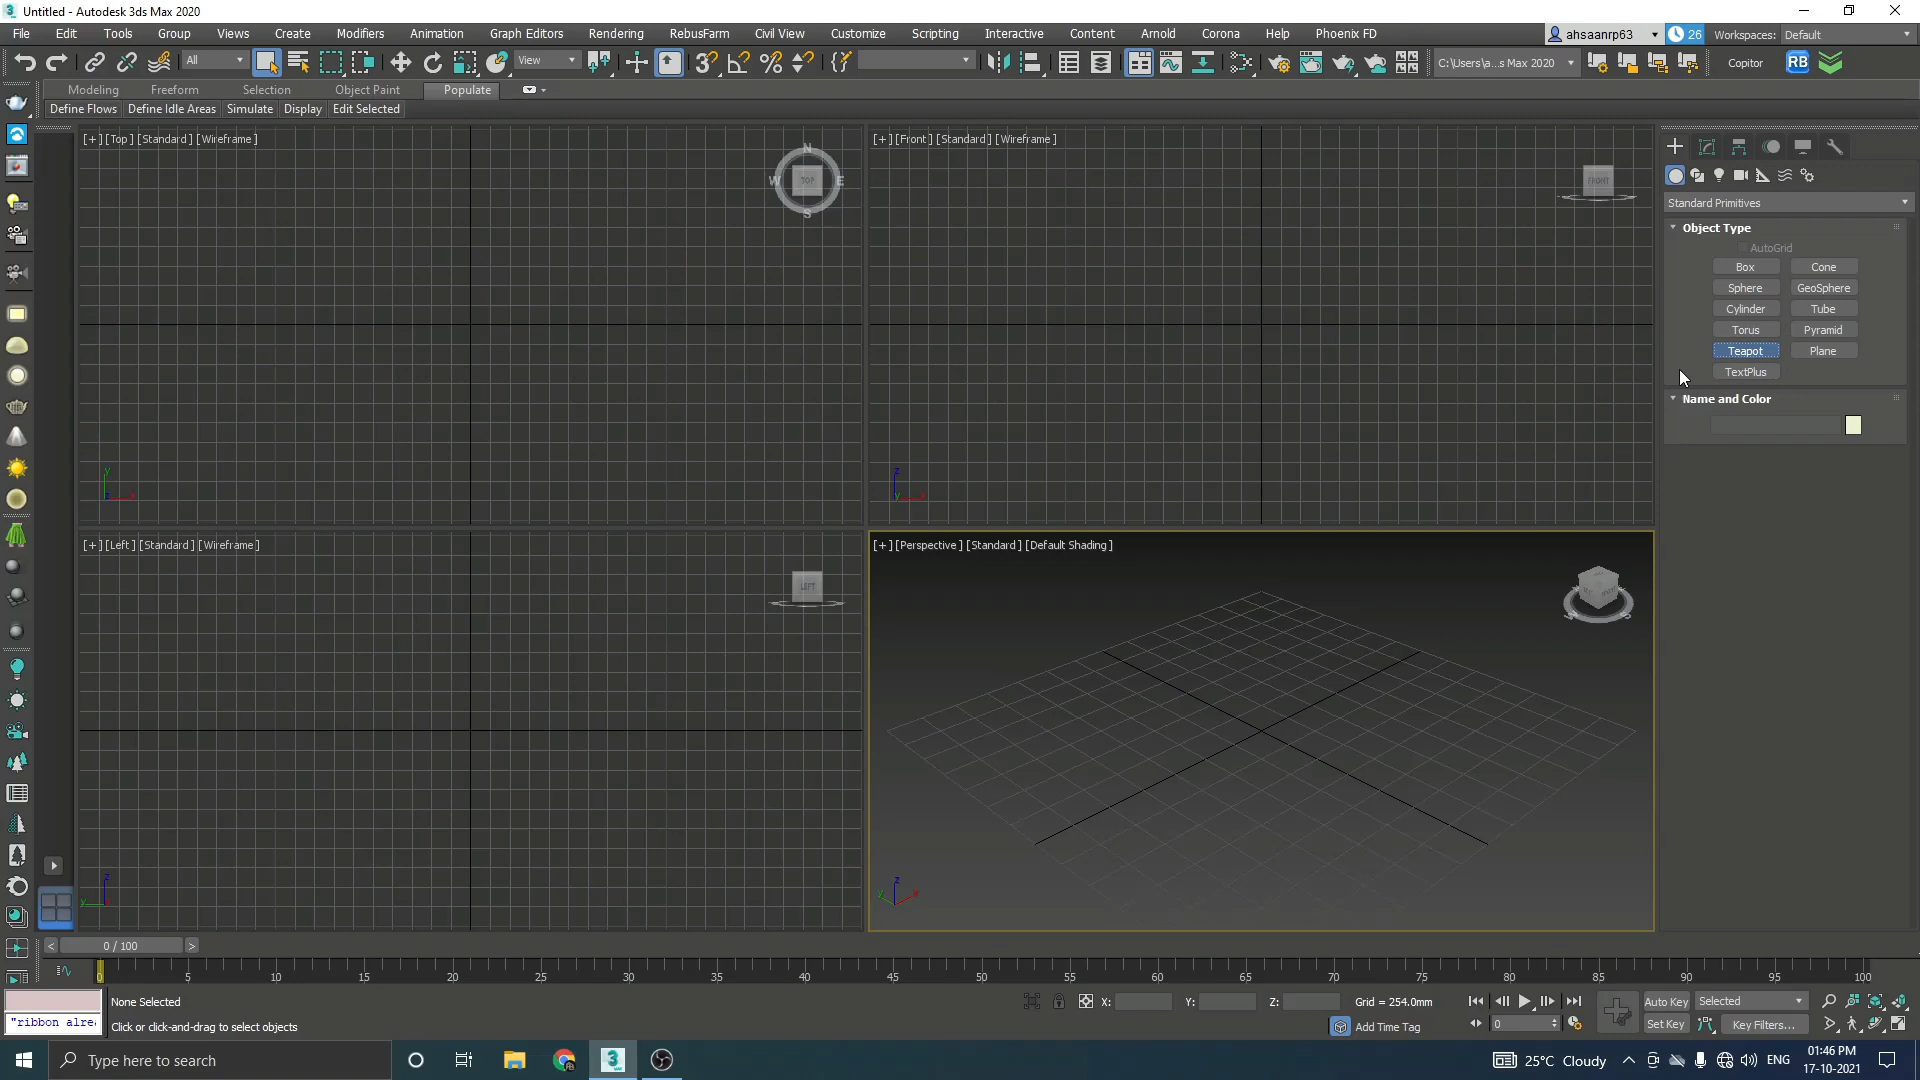 Untitled - Autodesk 3ds Max 2020
File Edit Tools Group Views Create Modifiers Animation Graph Editors Rendering RebusFarm Civil View Customize Scripting Interactive Content Arnold Corona Help Phoenix FD ahsaanrp63 26 Workspaces: Default
All View C:\Users\a...s Max 2020 Copitor RB
Modeling Freeform Selection Object Paint Populate
Define Flows Define Idle Areas Simulate Display Edit Selected
[+] [Top] [Standard] [Wireframe]
N
W TOP E
S
y
x
[+] [Front] [Standard] [Wireframe]
FRONT
z
y x
Standard Primitives
Object Type
AutoGrid
Box Cone
Sphere GeoSphere
Cylinder Tube
Torus Pyramid
Teapot Plane
TextPlus
Name and Color
[+] [Left] [Standard] [Wireframe]
LEFT
z
y
[+] [Perspective] [Standard] [Default Shading]
z
y x
< 0 / 100 >
0 5 10 15 20 25 30 35 40 45 50 55 60 65 70 75 80 85 90 95 100
None Selected X: Y: Z: Grid = 254.0mm Auto Key Selected
"ribbon alrea Click or click-and-drag to select objects Add Time Tag 0 Set Key Key Filters...
Type here to search 25°C Cloudy ENG 01:46 PM
17-10-2021